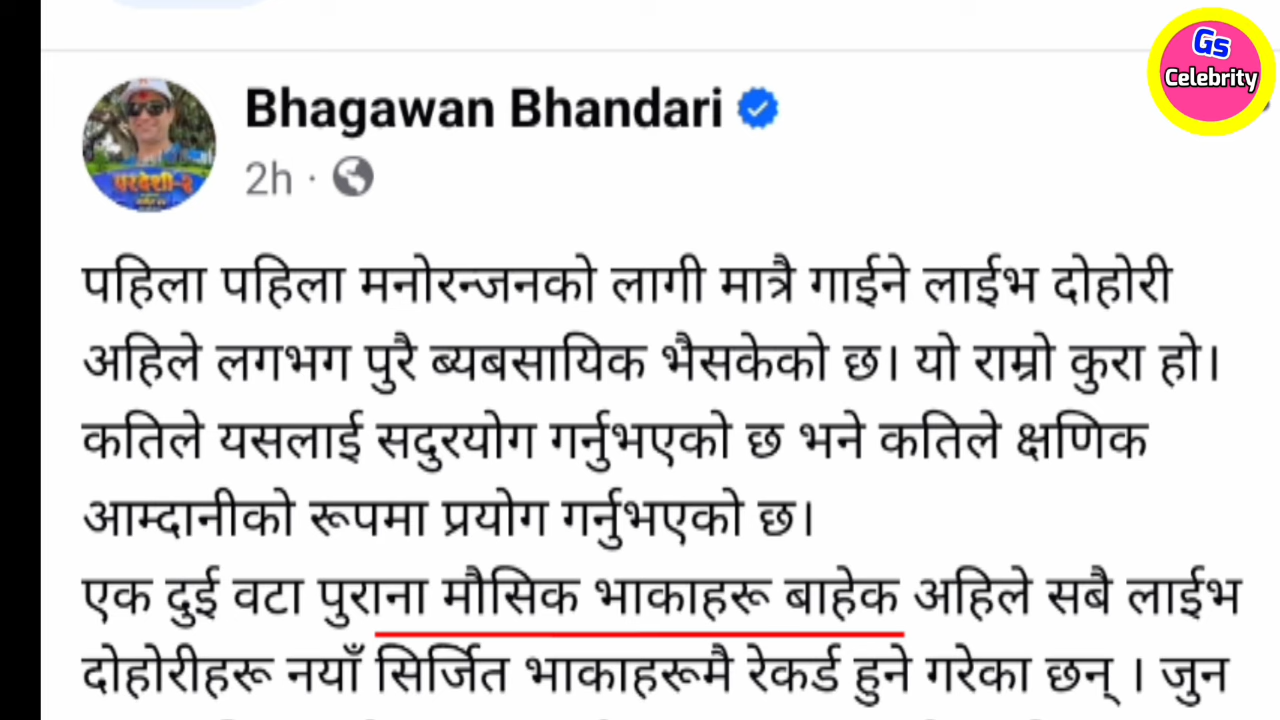 Gs
Celebrity
Bhagawan Bhandari
2h ·
परदेशी-२
पहिला पहिला मनोरन्जनको लागी मात्रै गाईने लाईभ दोहोरी
अहिले लगभग पुरै ब्यबसायिक भैसकेको छ। यो राम्रो कुरा हो।
कतिले यसलाई सदुरयोग गर्नुभएको छ भने कतिले क्षणिक
आम्दानीको रूपमा प्रयोग गर्नुभएको छ।
एक दुई वटा पुराना मौसिक भाकाहरू बाहेक अहिले सबै लाईभ
दोहोरीहरू नयाँ सिर्जित भाकाहरूमै रेकर्ड हुने गरेका छन् । जुन